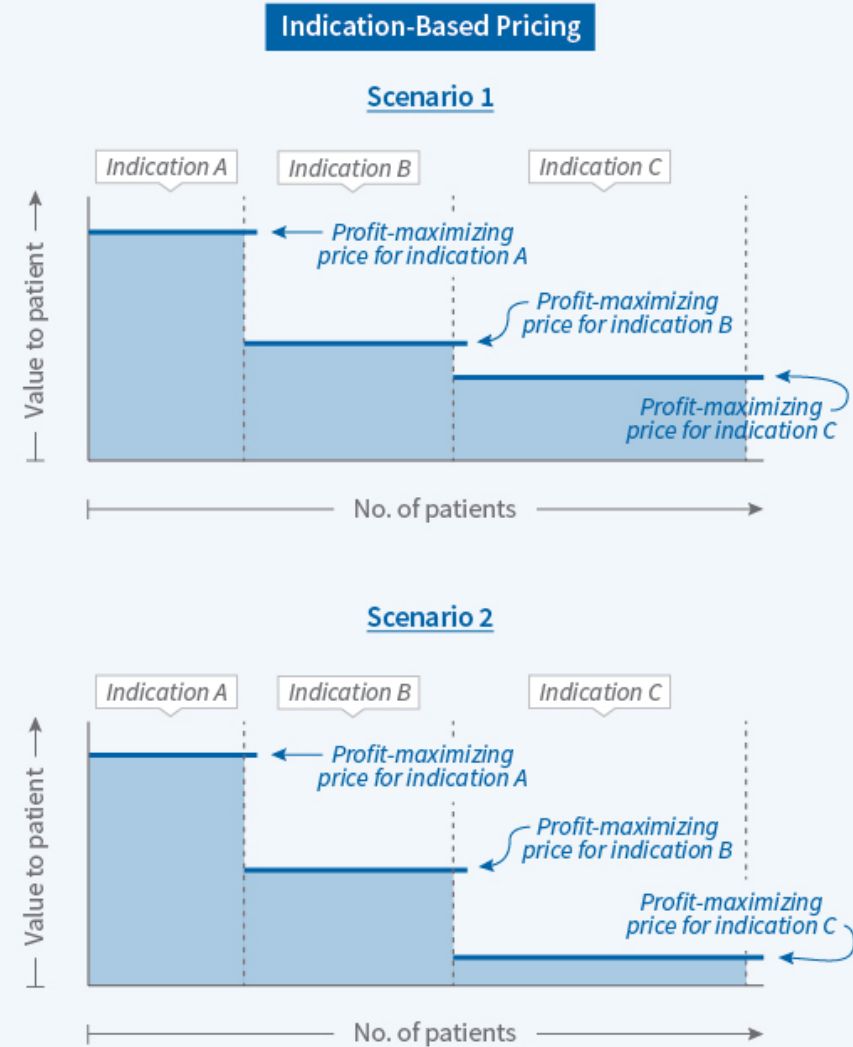 Indication-Based Pricing
Scenario 1
Indication A
Indication B
Indication C
Profit-maximizing
price for indication A
Profit-maximizing
price for indication B
Profit-maximizing
price for indication C
Value to patient
No. of patients
Scenario 2
Indication A
Indication B
Indication C
Profit-maximizing
price for indication A
Profit-maximizing
price for indication B
Profit-maximizing
price for indication C
Value to patient
No. of patients